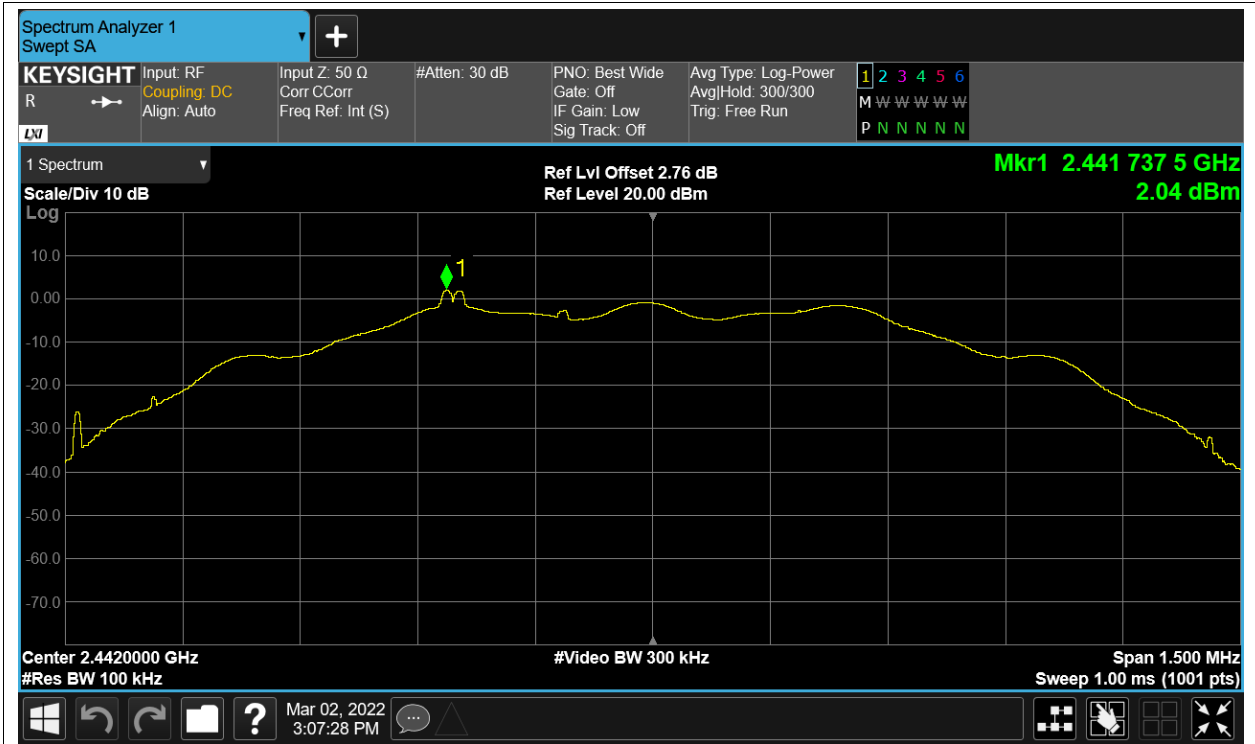 Spectrum Analyzer 1
Swept SA
KEYSIGHT
R
LXI
Input: RF
Coupling: DC
Align: Auto
Input Z: 50 Ω
Corr CCorr
Freq Ref: Int (S)
#Atten: 30 dB
PNO: Best Wide
Gate: Off
IF Gain: Low
Sig Track: Off
Avg Type: Log-Power
Avg|Hold: 300/300
Trig: Free Run
1 2 3 4 5 6
M W W W W W
P N N N N N
1 Spectrum
Scale/Div 10 dB
Log
Ref Lvl Offset 2.76 dB
Ref Level 20.00 dBm
Mkr1 2.441 737 5 GHz
2.04 dBm
1
10.0
0.00
-10.0
-20.0
-30.0
-40.0
-50.0
-60.0
-70.0
Center 2.4420000 GHz
#Res BW 100 kHz
#Video BW 300 kHz
Span 1.500 MHz
Sweep 1.00 ms (1001 pts)
?
Mar 02, 2022
3:07:28 PM